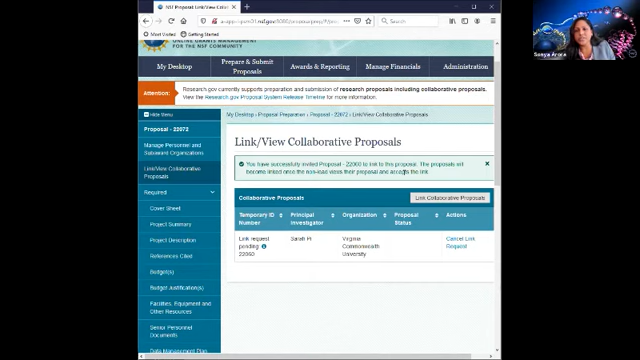 NSF Proposal: View/Link Colla
Search
Most Visited Getting Started
ONLINE GRANTS MANAGEMENT
FOR THE NSF COMMUNITY
My Desktop
Prepare & Submit
Proposals
Awards & Reporting
Manage Financials
Administration
Attention:
Research.gov currently supports preparation and submission of research proposals including collaborative proposals.
View the Research.gov Proposal System Release Timeline for more information.
Hide Menu
My Desktop › Proposal Preparation › Proposal - 22072 › Link/View Collaborative Proposals
Proposal - 22072
Manage Personnel and
Subaward Organizations
Link/View Collaborative
Proposals
Required
Cover Sheet
Project Summary
Project Description
References Cited
Budget(s)
Budget Justification(s)
Facilities, Equipment and
Other Resources
Senior Personnel
Documents
Data Management Plan
Link/View Collaborative Proposals
You have successfully invited Proposal - 22060 to link to this proposal. The proposals will
become linked once the non-lead views their proposal and accepts the link.
Collaborative Proposals
Link Collaborative Proposals
Temporary ID
Number
Principal
Investigator
Organization
Proposal
Status
Actions
Link request
pending:
22060
Sarah PI
Virginia
Commonwealth
University
Cancel Link
Request
Sonya Arora